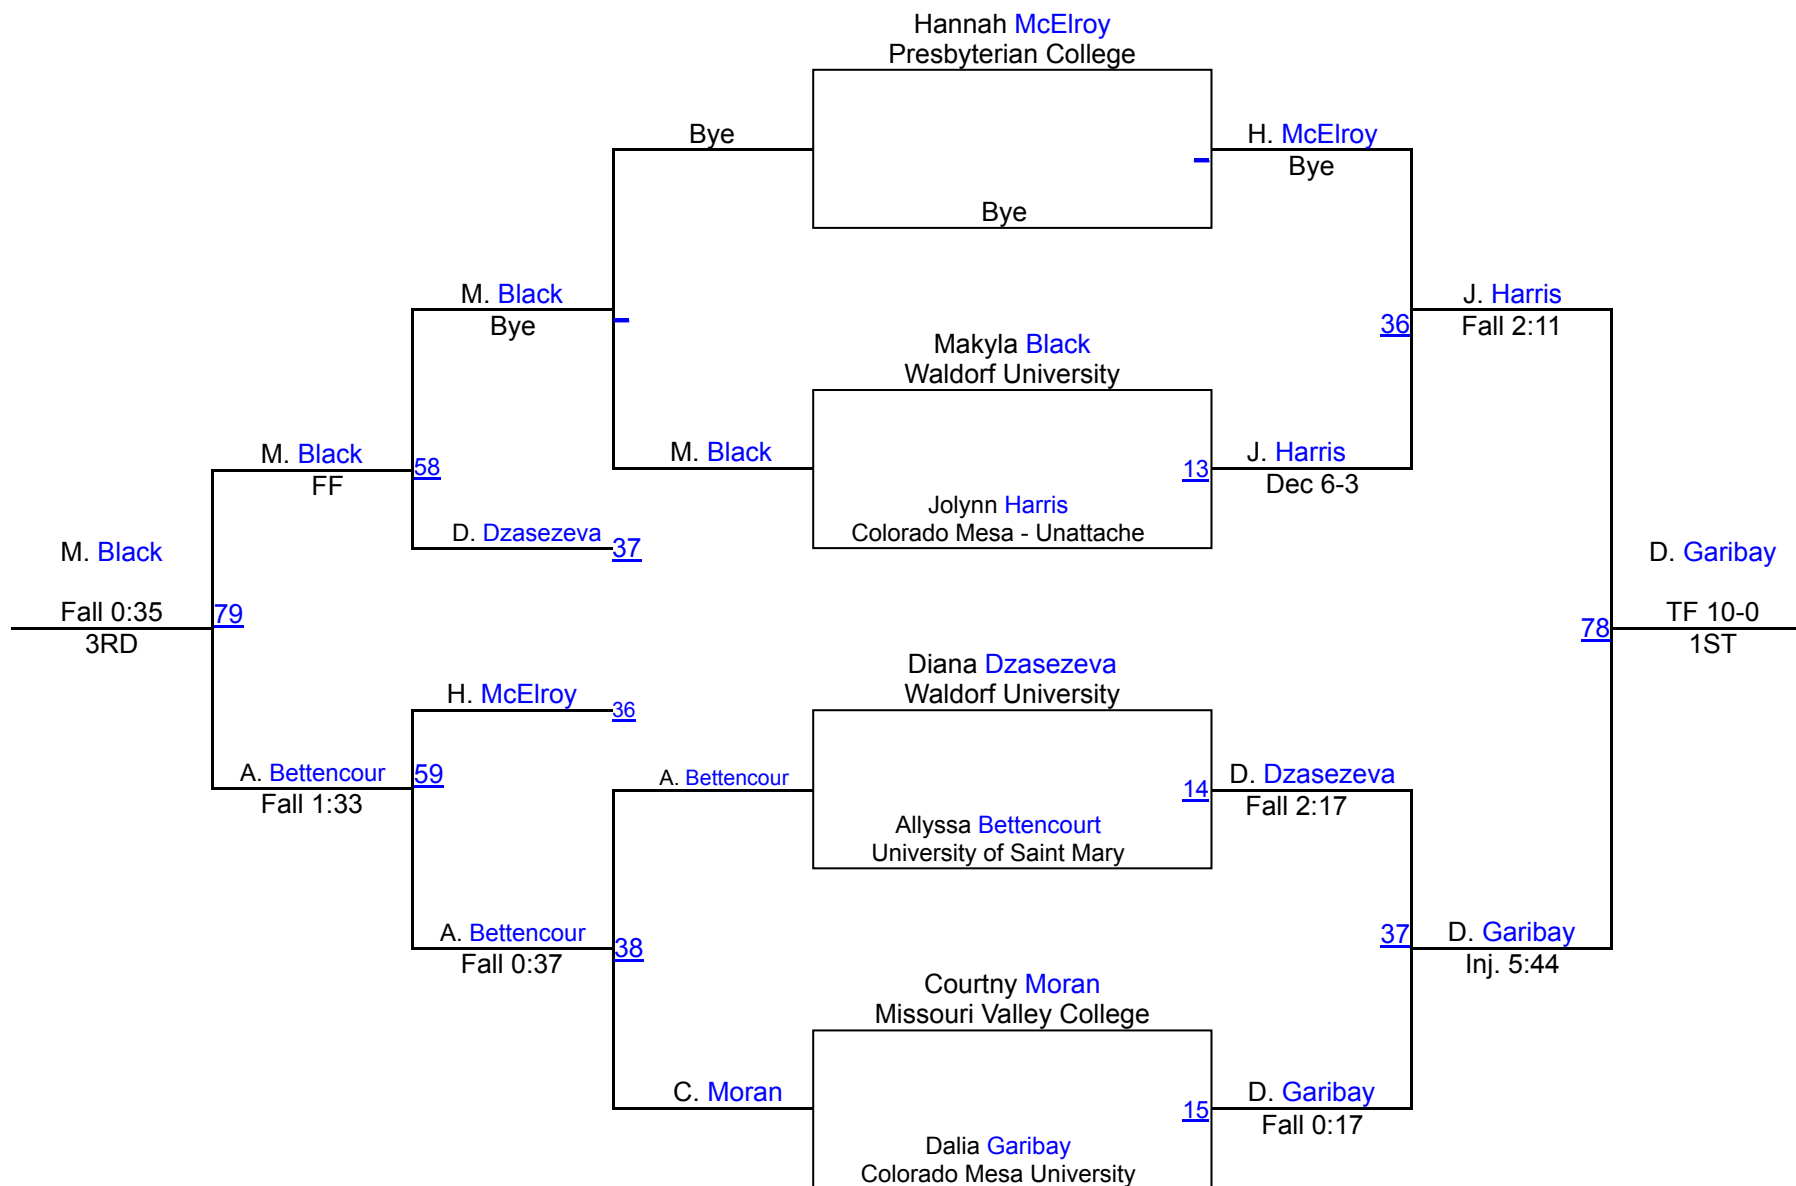 Hannah McElroy
Presbyterian College
Bye
H. McElroy
Bye
Bye
M. Black
Bye
J. Harris
Fall 2:11
36
Makyla Black
Waldorf University
M. Black
FF
58
M. Black
13
J. Harris
Dec 6-3
Jolynn Harris
Colorado Mesa - Unattache
D. Dzasezeva
37
M. Black
Fall 0:35
3RD
79
D. Garibay
TF 10-0
1ST
78
Diana Dzasezeva
Waldorf University
H. McElroy
36
A. Bettencour
Fall 1:33
59
A. Bettencour
14
D. Dzasezeva
Fall 2:17
Allyssa Bettencourt
University of Saint Mary
A. Bettencour
Fall 0:37
38
37
D. Garibay
Inj. 5:44
Courtny Moran
Missouri Valley College
C. Moran
15
D. Garibay
Fall 0:17
Dalia Garibay
Colorado Mesa University